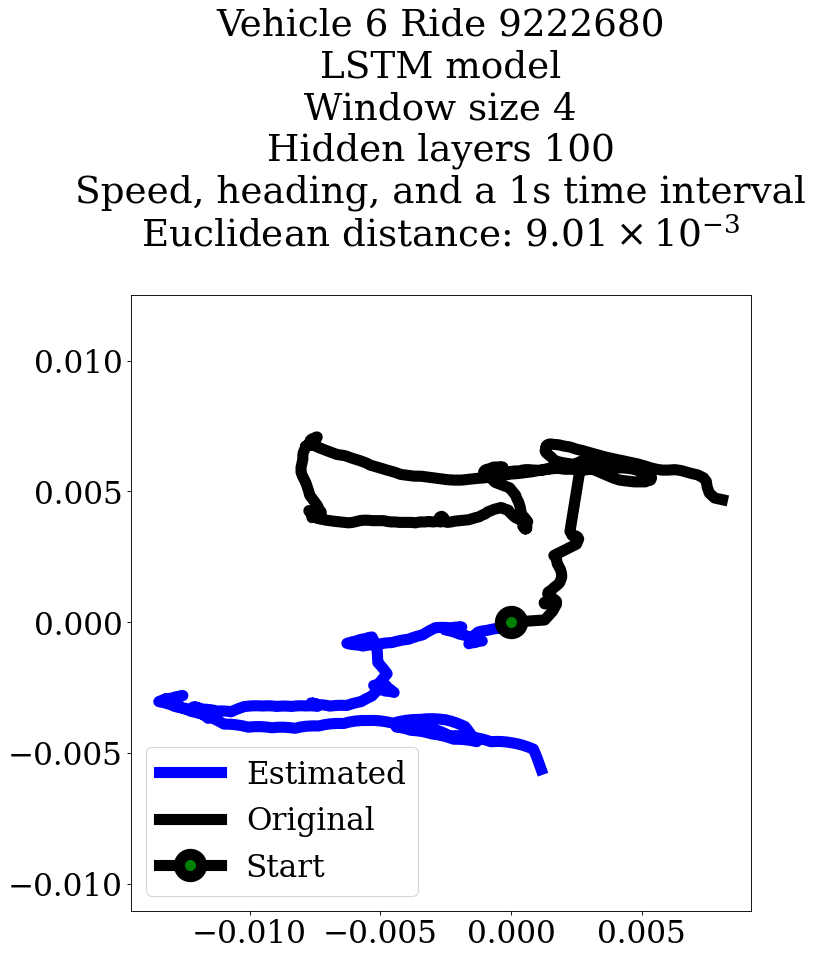 Vehicle 6 Ride 9222680
LSTM model
Window size 4
Hidden layers 100
Speed, heading, and a 1s time interval
Euclidean distance: 9.01 × 10⁻³
0.010
0.005
0.000
−0.005
−0.010
Estimated
Original
Start
−0.010 −0.005 0.000 0.005